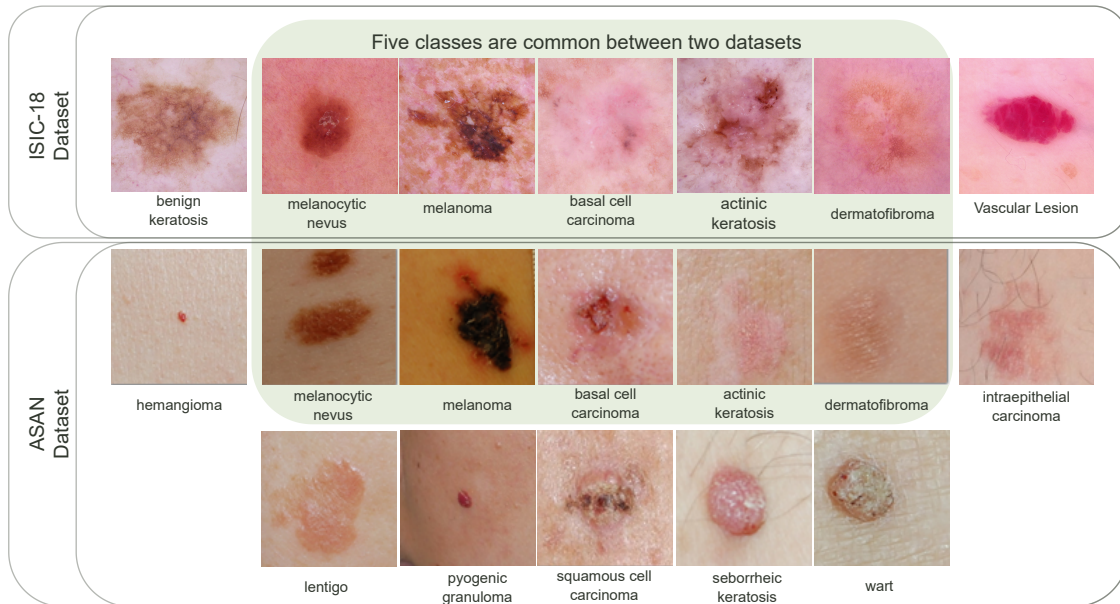 Five classes are common between two datasets
ISIC-18
Dataset
benign
keratosis
melanocytic
nevus
melanoma
basal cell
carcinoma
actinic
keratosis
dermatofibroma
Vascular Lesion
ASAN
Dataset
hemangioma
melanocytic
nevus
melanoma
basal cell
carcinoma
actinic
keratosis
dermatofibroma
intraepithelial
carcinoma
lentigo
pyogenic
granuloma
squamous cell
carcinoma
seborrheic
keratosis
wart